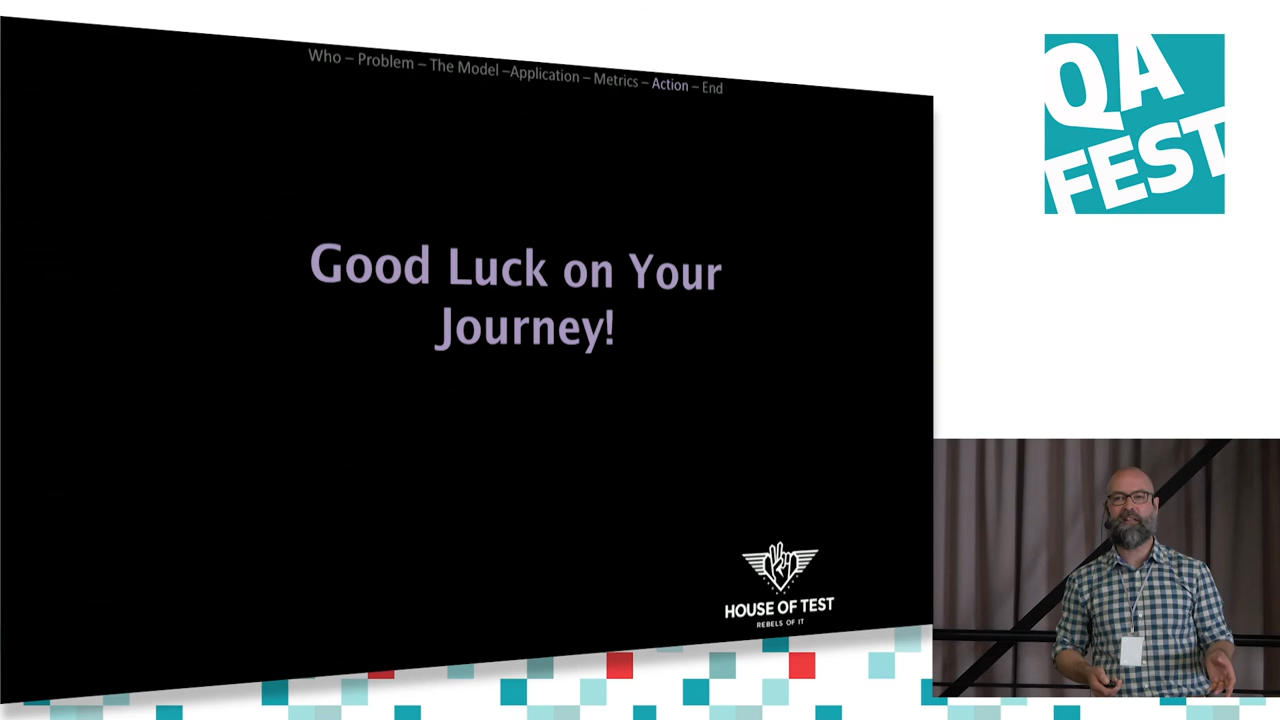 Who – Problem – The Model –Application – Metrics – Action – End
Good Luck on Your
Journey!
HOUSE OF TEST
REBELS OF IT
QA
FEST